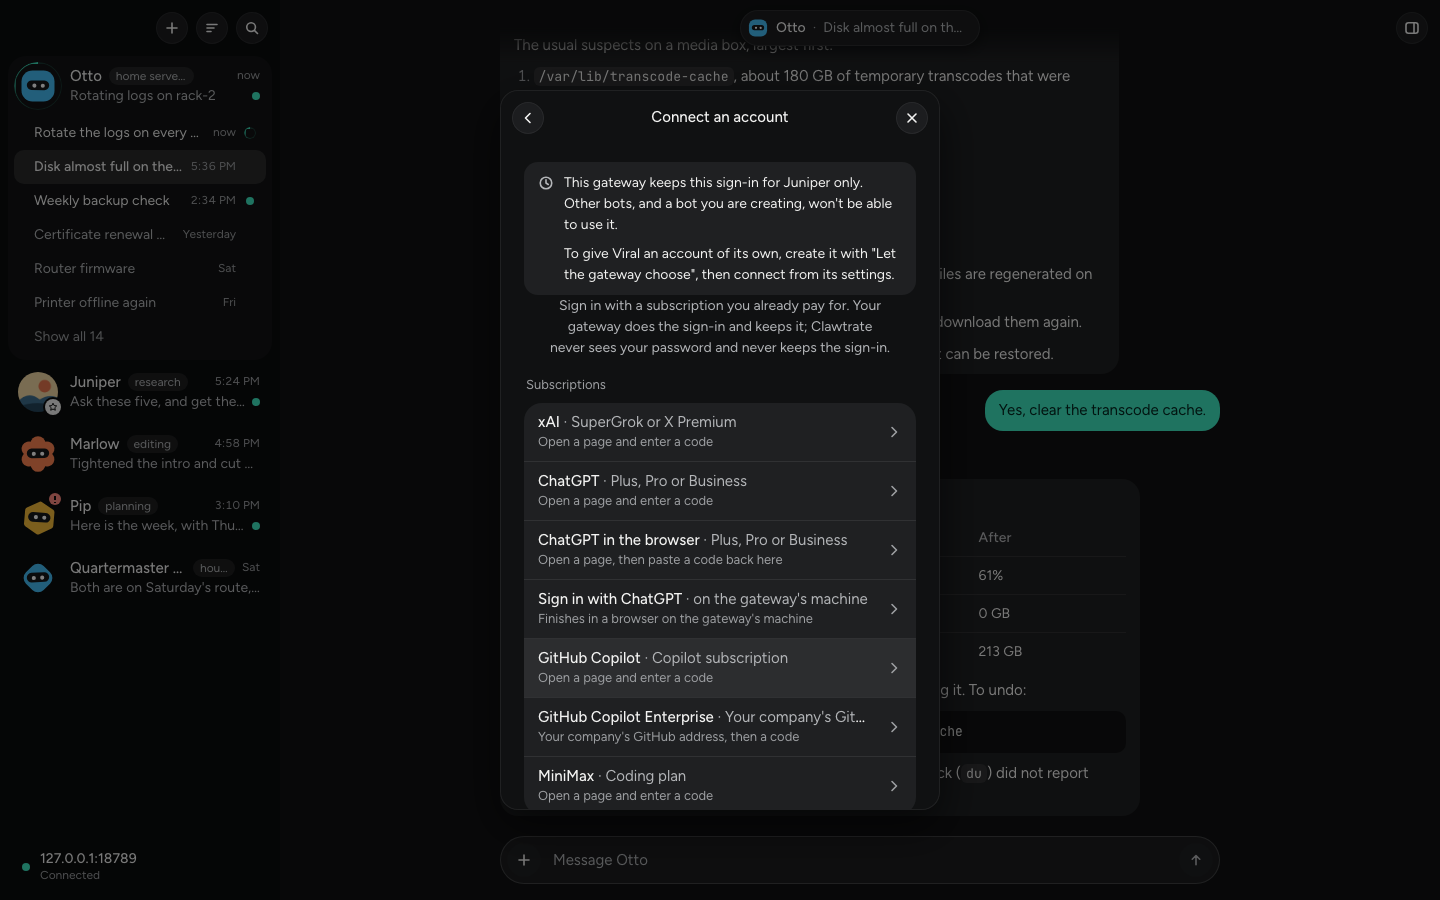 Otto · Disk almost full on th...
Otto home serve... now
Rotating logs on rack-2
Rotate the logs on every ... now
Disk almost full on the... 5:36 PM
Weekly backup check 2:34 PM
Certificate renewal ... Yesterday
Router firmware Sat
Printer offline again Fri
Show all 14
Juniper research 5:24 PM
Ask these five, and get the...
Marlow editing 4:58 PM
Tightened the intro and cut ...
Pip planning 3:10 PM
Here is the week, with Thu...
Quartermaster ... hou... Sat
Both are on Saturday's route,...
127.0.0.1:18789
Connected
The usual suspects on a media box, largest first:
1. /var/lib/transcode-cache, about 180 GB of temporary transcodes that were
iles are regenerated on
download them again.
t can be restored.
Yes, clear the transcode cache.
After
61%
0 GB
213 GB
g it. To undo:
che
ck (du) did not report
Message Otto
Connect an account
This gateway keeps this sign-in for Juniper only.
Other bots, and a bot you are creating, won't be able
to use it.
To give Viral an account of its own, create it with "Let
the gateway choose", then connect from its settings.
Sign in with a subscription you already pay for. Your
gateway does the sign-in and keeps it; Clawtrate
never sees your password and never keeps the sign-in.
Subscriptions
xAI · SuperGrok or X Premium
Open a page and enter a code
ChatGPT · Plus, Pro or Business
Open a page and enter a code
ChatGPT in the browser · Plus, Pro or Business
Open a page, then paste a code back here
Sign in with ChatGPT · on the gateway's machine
Finishes in a browser on the gateway's machine
GitHub Copilot · Copilot subscription
Open a page and enter a code
GitHub Copilot Enterprise · Your company's Git...
Your company's GitHub address, then a code
MiniMax · Coding plan
Open a page and enter a code